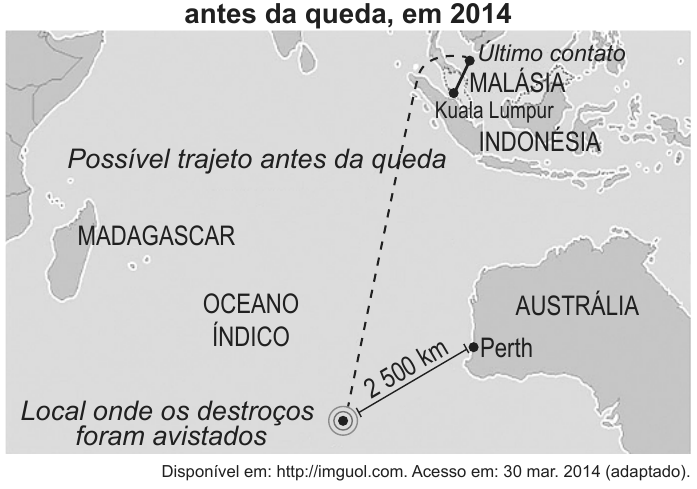 antes da queda, em 2014
Último contato
MALÁSIA
Kuala Lumpur
INDONÉSIA
Possível trajeto antes da queda
MADAGASCAR
OCEANO
ÍNDICO
AUSTRÁLIA
Perth
2 500 km
Local onde os destroços
foram avistados
Disponível em: http://imguol.com. Acesso em: 30 mar. 2014 (adaptado).